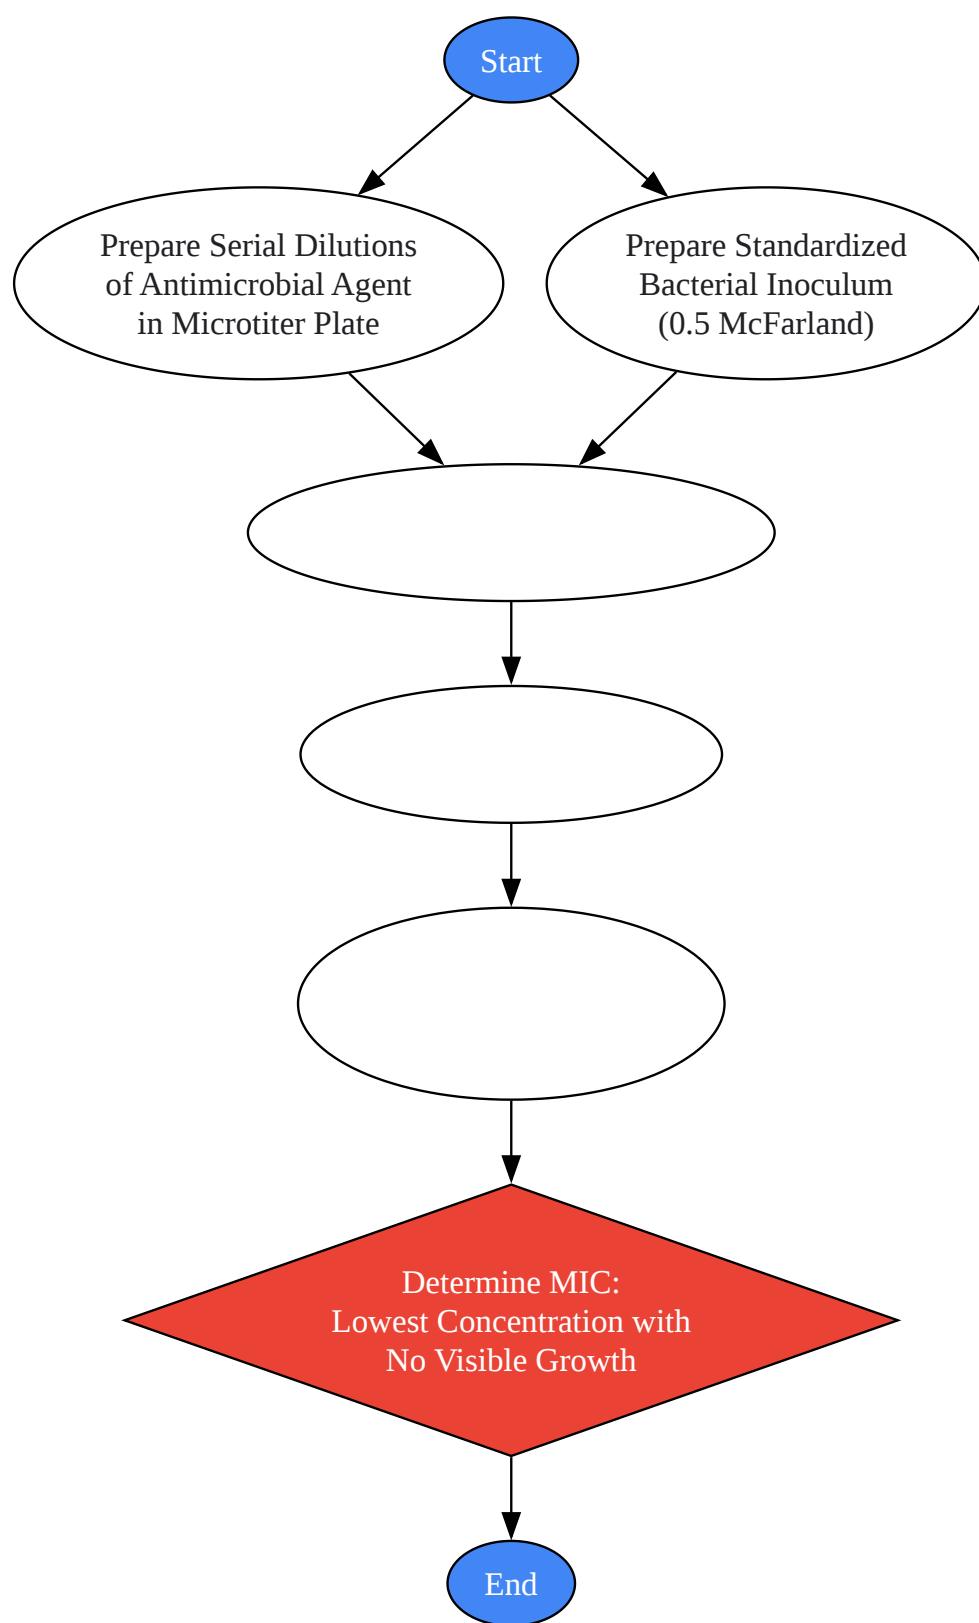 Start
Prepare Serial Dilutions
of Antimicrobial Agent
in Microtiter Plate
Prepare Standardized
Bacterial Inoculum
(0.5 McFarland)
Determine MIC:
Lowest Concentration with
No Visible Growth
End